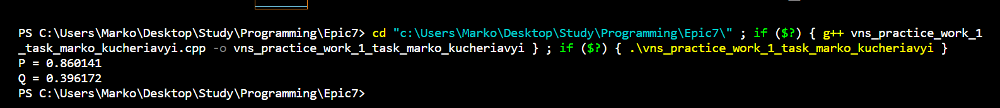 PS C:\Users\Marko\Desktop\Study\Programming\Epic7> cd "c:\Users\Marko\Desktop\Study\Programming\Epic7\" ; if ($?) { g++ vns_practice_work_1
_task_marko_kucheriavyi.cpp -o vns_practice_work_1_task_marko_kucheriavyi } ; if ($?) { .\vns_practice_work_1_task_marko_kucheriavyi }
P = 0.860141
Q = 0.396172
PS C:\Users\Marko\Desktop\Study\Programming\Epic7>